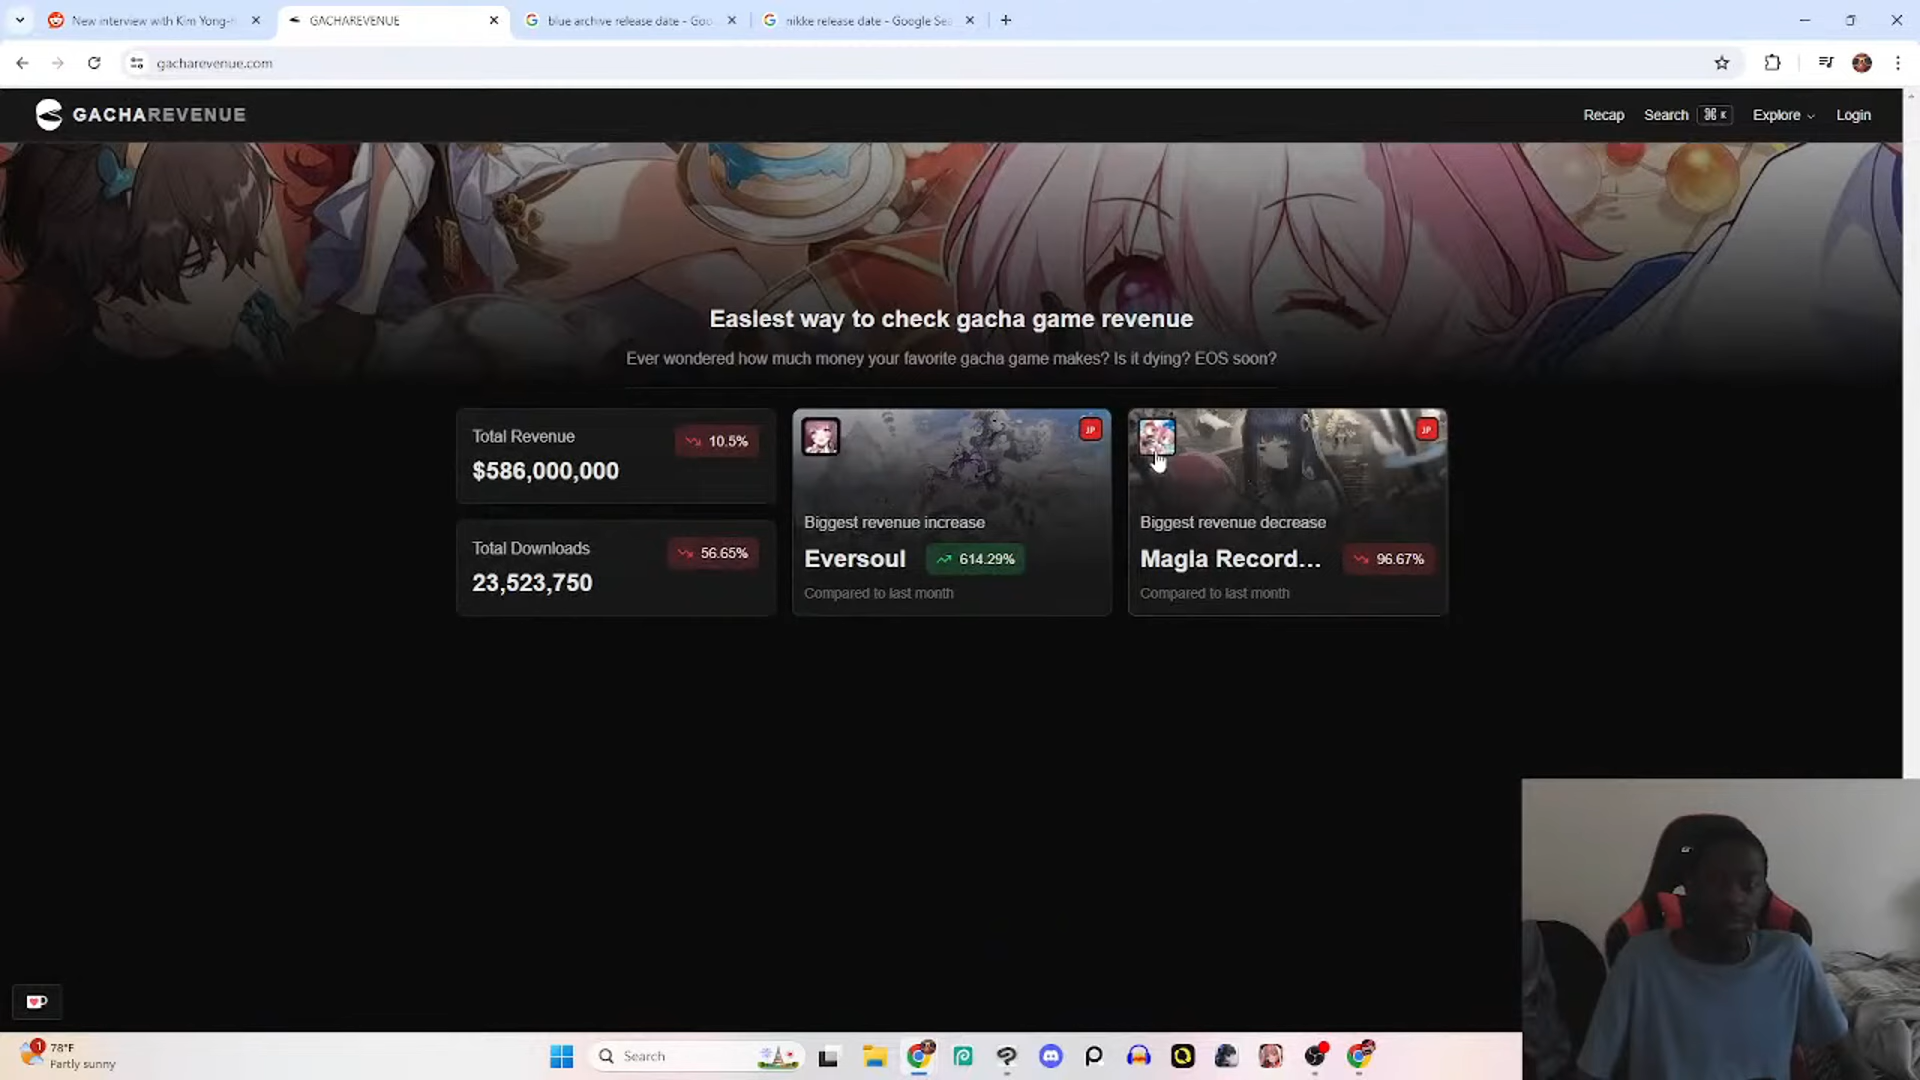 New interview with Kim Yong-
GACHAREVENUE
blue archive release date - Goo
nikke release date - Google Sea
gacharevenue.com
GACHAREVENUE
Recap
Search
⌘ K
Explore
Login
Easiest way to check gacha game revenue
Ever wondered how much money your favorite gacha game makes? Is it dying? EOS soon?
Total Revenue
10.5%
$586,000,000
Total Downloads
56.65%
23,523,750
JP
Biggest revenue increase
Eversoul
614.29%
Compared to last month
JP
Biggest revenue decrease
Magia Record...
96.67%
Compared to last month
1
78°F
Partly sunny
Search